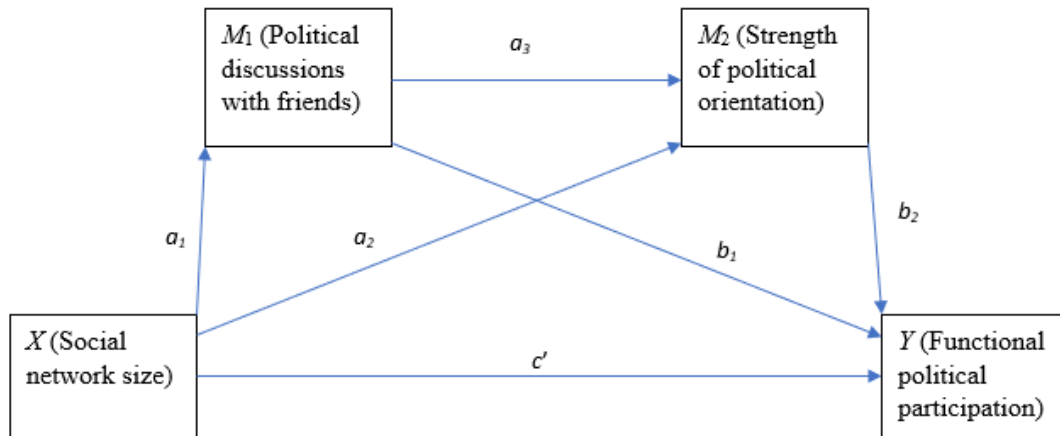 M₁ (Political
discussions
with friends)
a₃
M₂ (Strength
of political
orientation)
a₁
a₂
b₁
b₂
X (Social
network size)
c'
Y (Functional
political
participation)